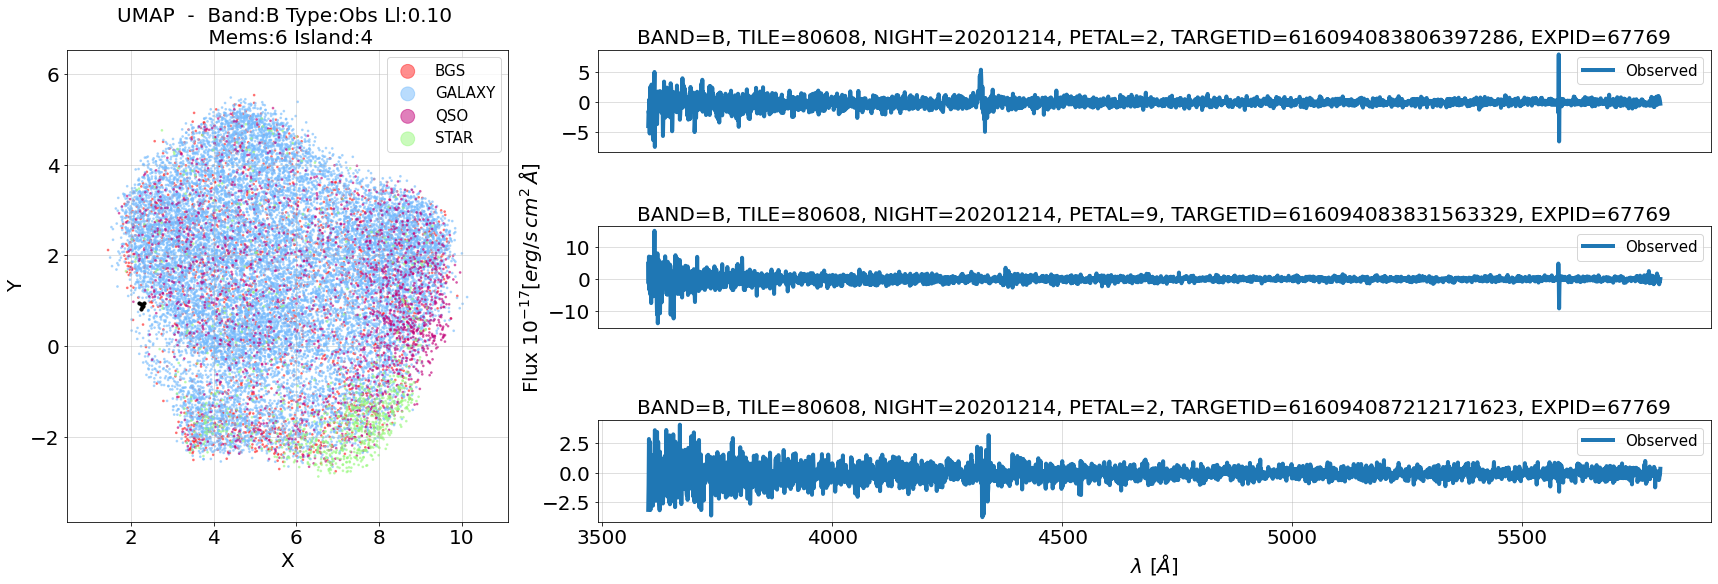 UMAP  -  Band:B Type:Obs Ll:0.10
Mems:6 Island:4
BGS
GALAXY
QSO
STAR
6
4
2
0
−2
Y
2
4
6
8
10
X
Flux 10⁻¹⁷[erg/s cm² Å]
BAND=B, TILE=80608, NIGHT=20201214, PETAL=2, TARGETID=616094083806397286, EXPID=67769
Observed
5
0
−5
BAND=B, TILE=80608, NIGHT=20201214, PETAL=9, TARGETID=616094083831563329, EXPID=67769
Observed
10
0
−10
BAND=B, TILE=80608, NIGHT=20201214, PETAL=2, TARGETID=616094087212171623, EXPID=67769
Observed
2.5
0.0
−2.5
3500
4000
4500
5000
5500
λ [Å]